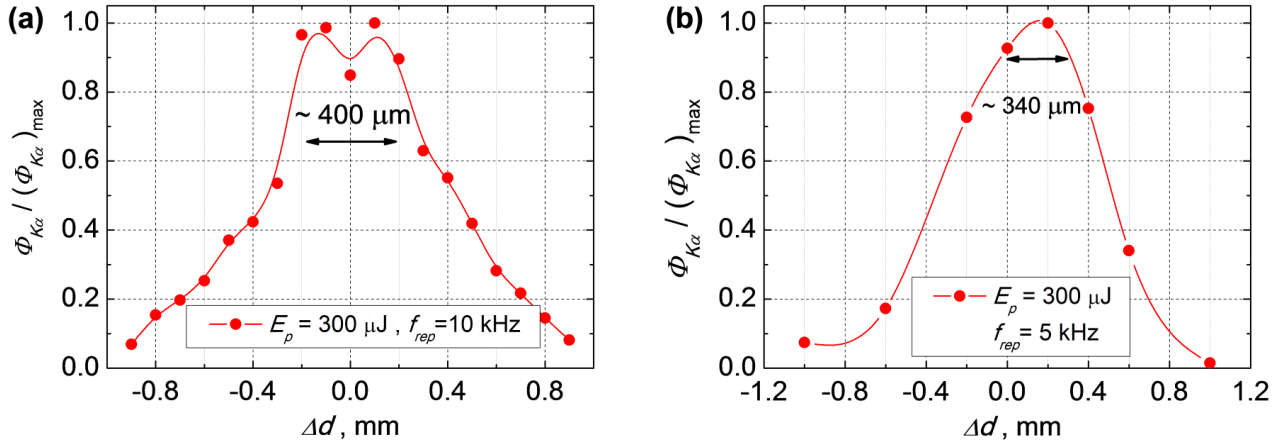 (a)
Φ_Kα / (Φ_Kα)_max
1.0
0.8
0.6
0.4
0.2
0.0
~ 400 μm
E_p = 300 μJ , f_rep=10 kHz
-0.8 -0.4 0.0 0.4 0.8
Δd , mm
(b)
Φ_Kα / (Φ_Kα)_max
1.0
0.8
0.6
0.4
0.2
0.0
~ 340 μm
E_p = 300 μJ
f_rep = 5 kHz
-1.2 -0.8 -0.4 0.0 0.4 0.8 1.2
Δd , mm